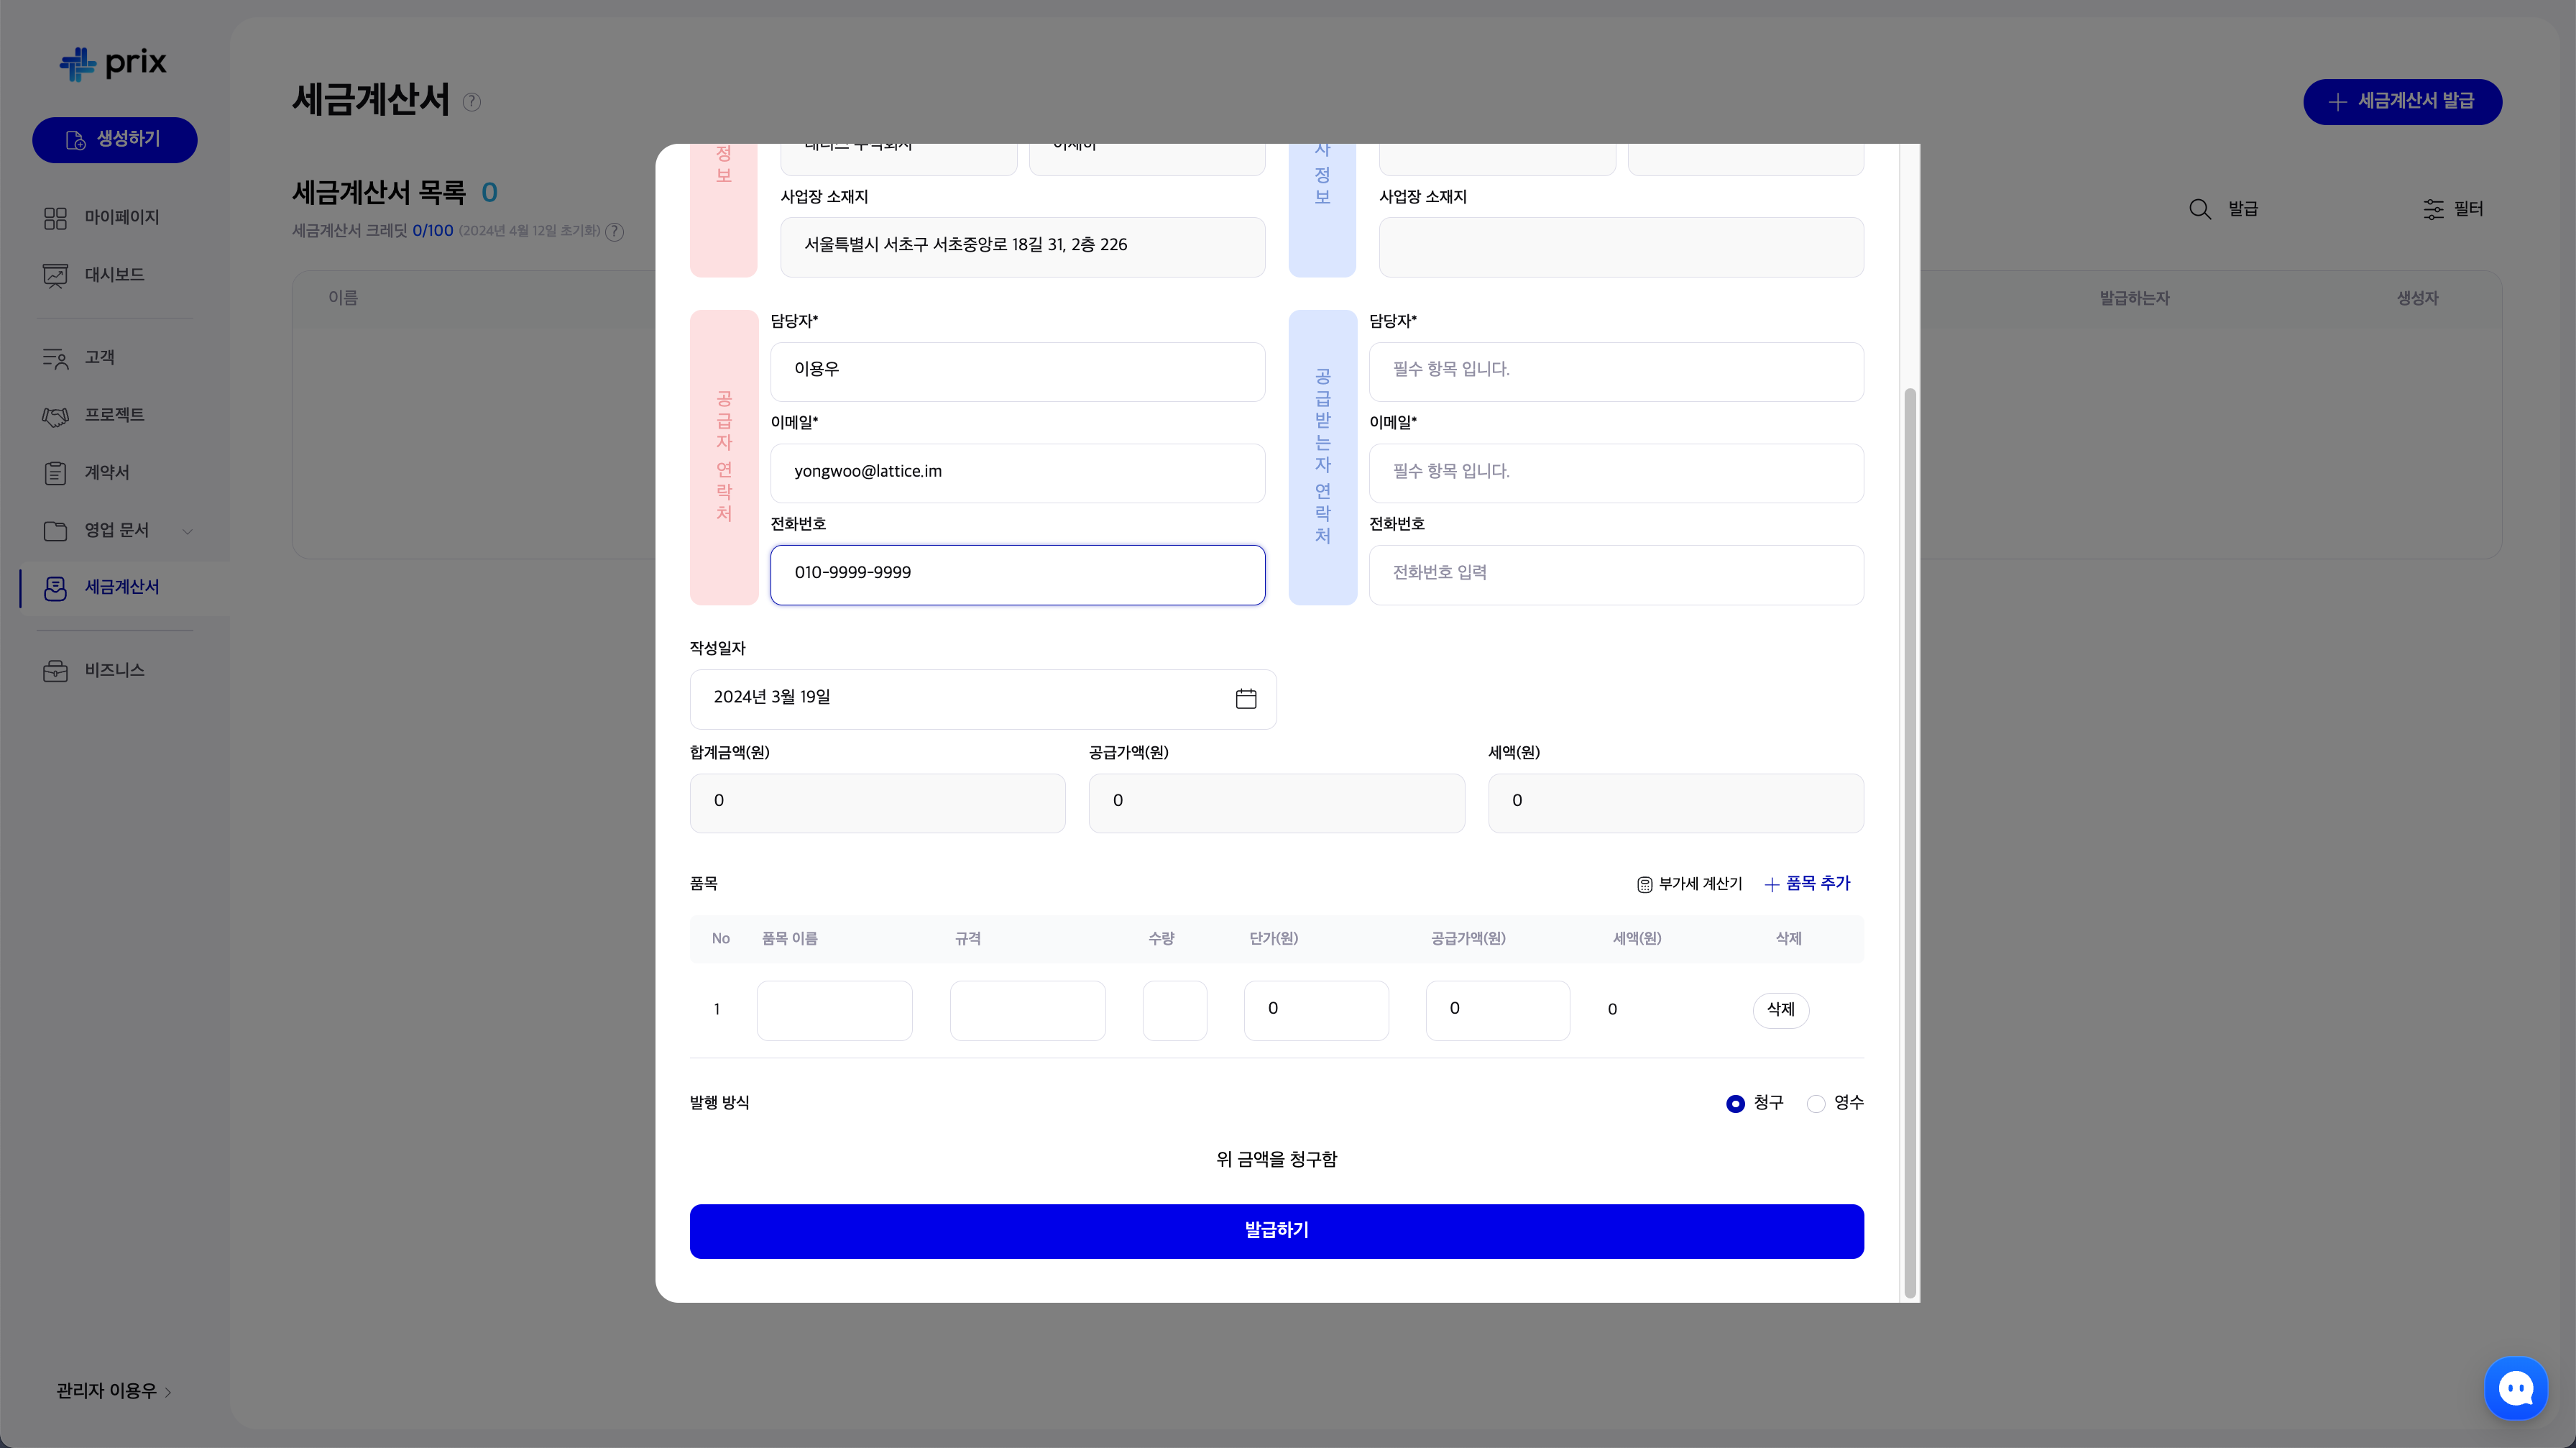 prix
생성하기
마이페이지
대시보드
고객
프로젝트
계약서
영업 문서
세금계산서
비즈니스
관리자 이용우
세금계산서 ?
세금계산서 발급
세금계산서 목록 0
세금계산서 크레딧 0/100 (2024년 4월 12일 초기화) ?
발급
필터
이름
발급하는자
생성자
정보
자 정보
사업장 소재지
서울특별시 서초구 서초중앙로 18길 31, 2층 226
사업장 소재지
공급자 연락처
담당자*
이용우
이메일*
yongwoo@lattice.im
전화번호
010-9999-9999
공급받는자 연락처
담당자*
필수 항목 입니다.
이메일*
필수 항목 입니다.
전화번호
전화번호 입력
작성일자
2024년 3월 19일
합계금액(원)
공급가액(원)
세액(원)
0
0
0
품목
부가세 계산기
품목 추가
No 품목 이름 규격 수량 단가(원) 공급가액(원) 세액(원) 삭제
1 0 0 0 삭제
발행 방식
청구
영수
위 금액을 청구함
발급하기